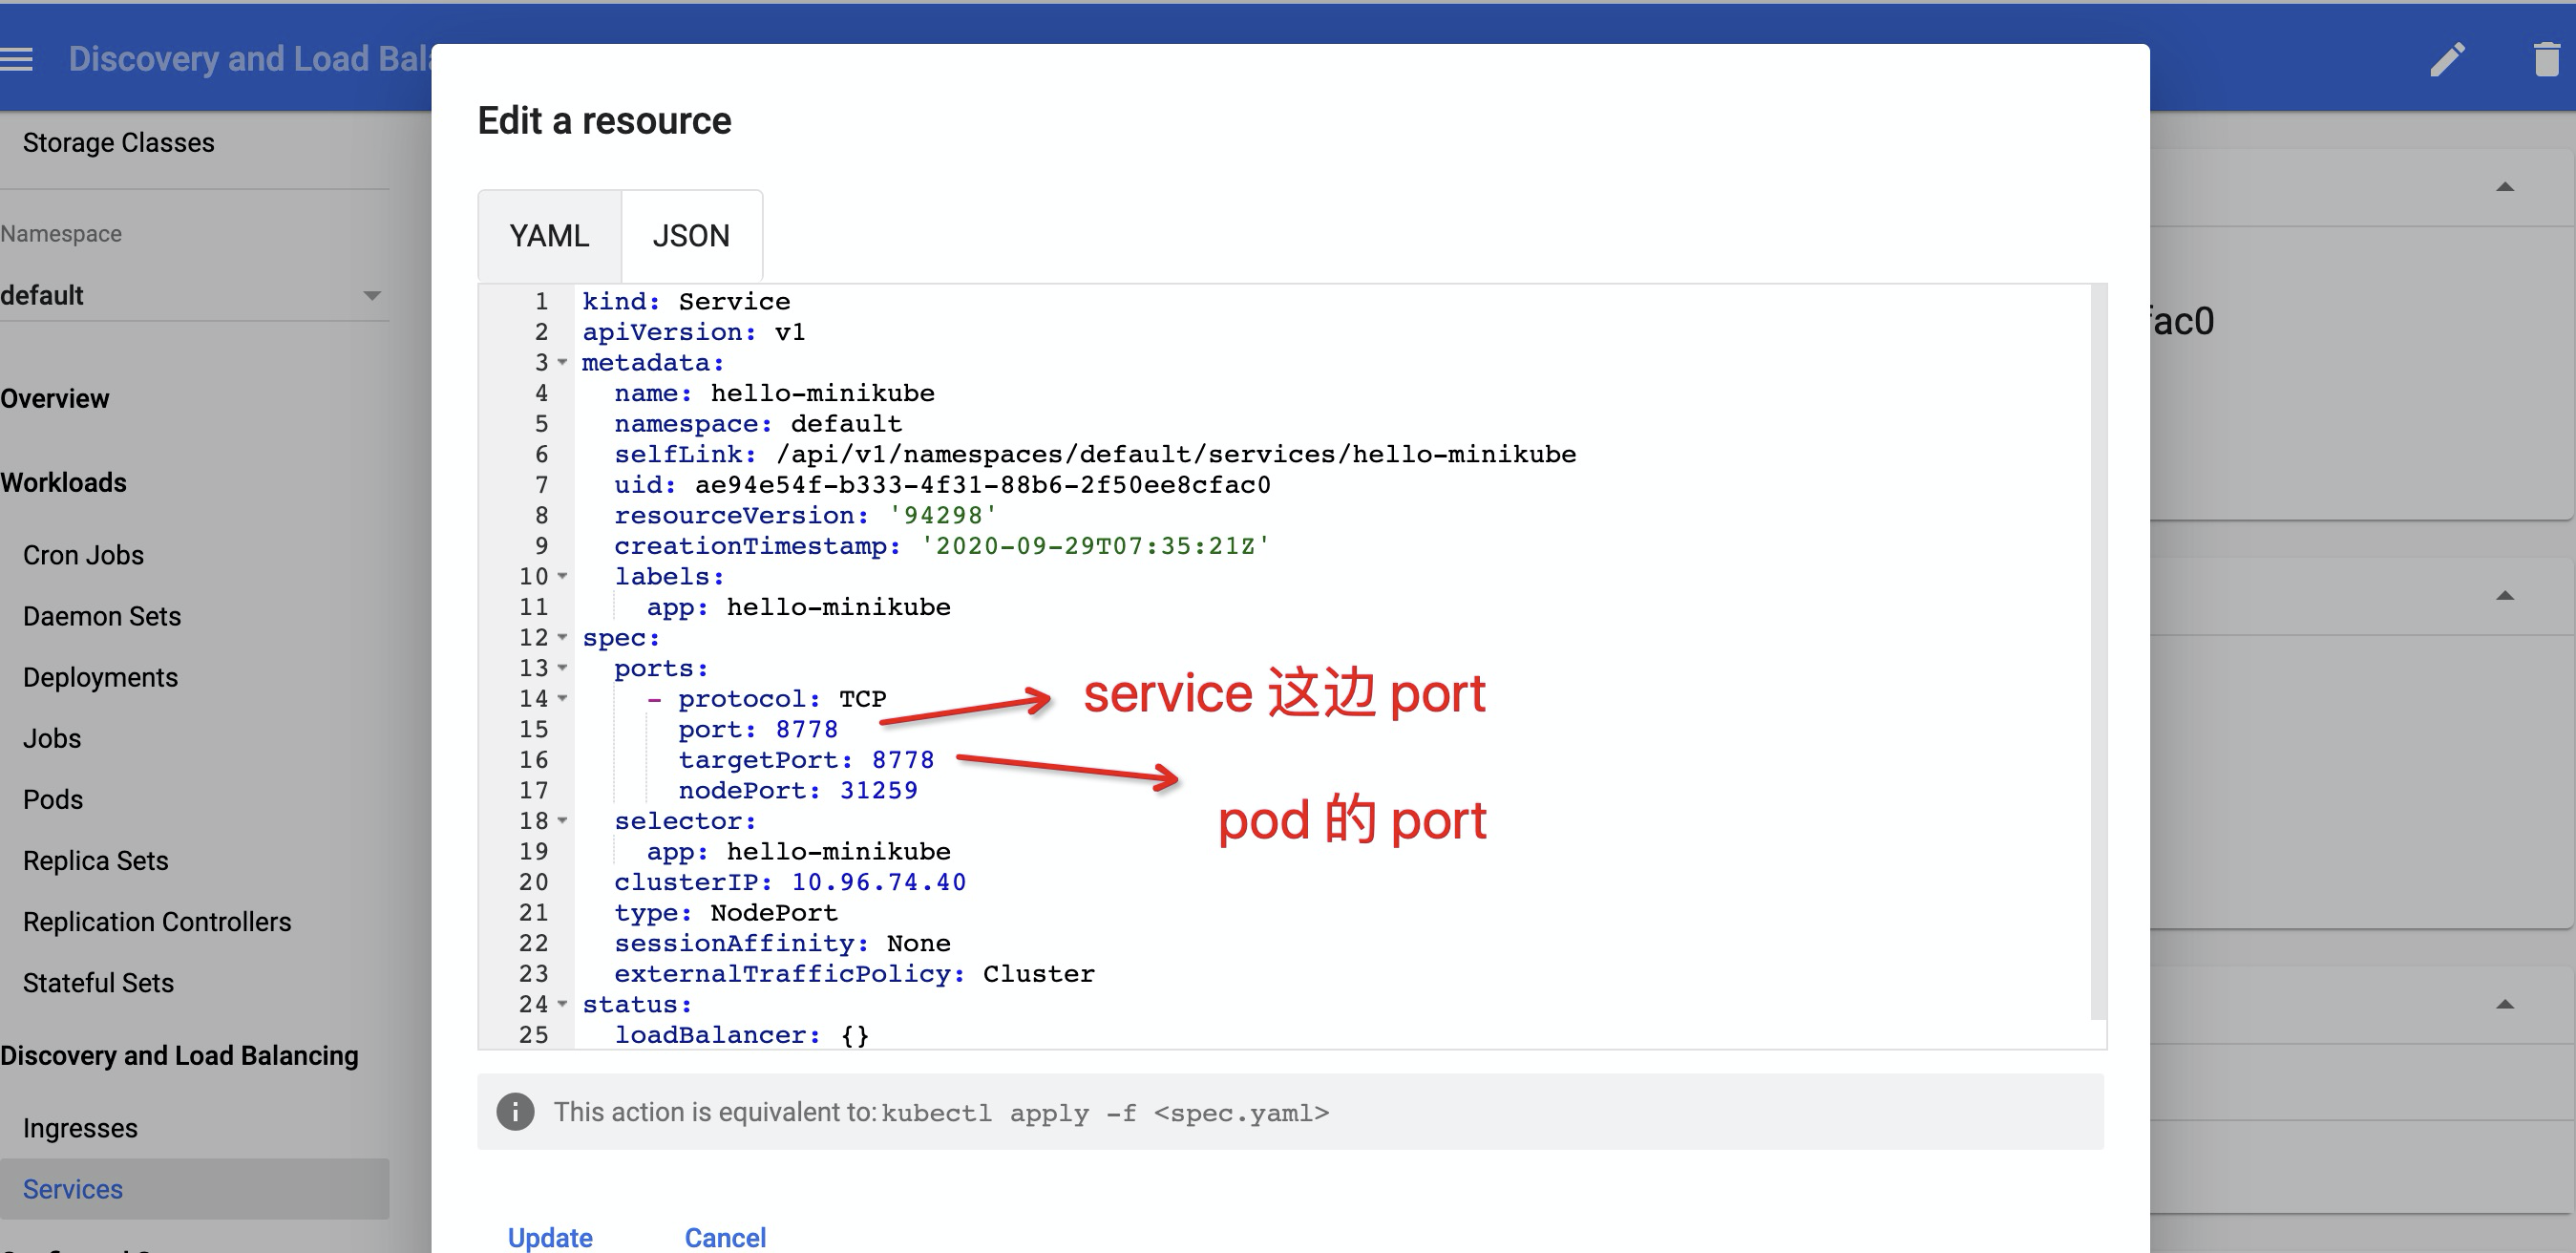 Discovery and Load Bala
Storage Classes
Namespace
default
Overview
Workloads
Cron Jobs
Daemon Sets
Deployments
Jobs
Pods
Replica Sets
Replication Controllers
Stateful Sets
Discovery and Load Balancing
Ingresses
Services
Edit a resource
YAML
JSON
1 kind: Service
2 apiVersion: v1
3 metadata:
4 name: hello-minikube
5 namespace: default
6 selfLink: /api/v1/namespaces/default/services/hello-minikube
7 uid: ae94e54f-b333-4f31-88b6-2f50ee8cfac0
8 resourceVersion: '94298'
9 creationTimestamp: '2020-09-29T07:35:21Z'
10 labels:
11 app: hello-minikube
12 spec:
13 ports:
14 - protocol: TCP
15 port: 8778
16 targetPort: 8778
17 nodePort: 31259
18 selector:
19 app: hello-minikube
20 clusterIP: 10.96.74.40
21 type: NodePort
22 sessionAffinity: None
23 externalTrafficPolicy: Cluster
24 status:
25 loadBalancer: {}
service 这边 port
pod 的 port
This action is equivalent to: kubectl apply -f <spec.yaml>
Update
Cancel
fac0